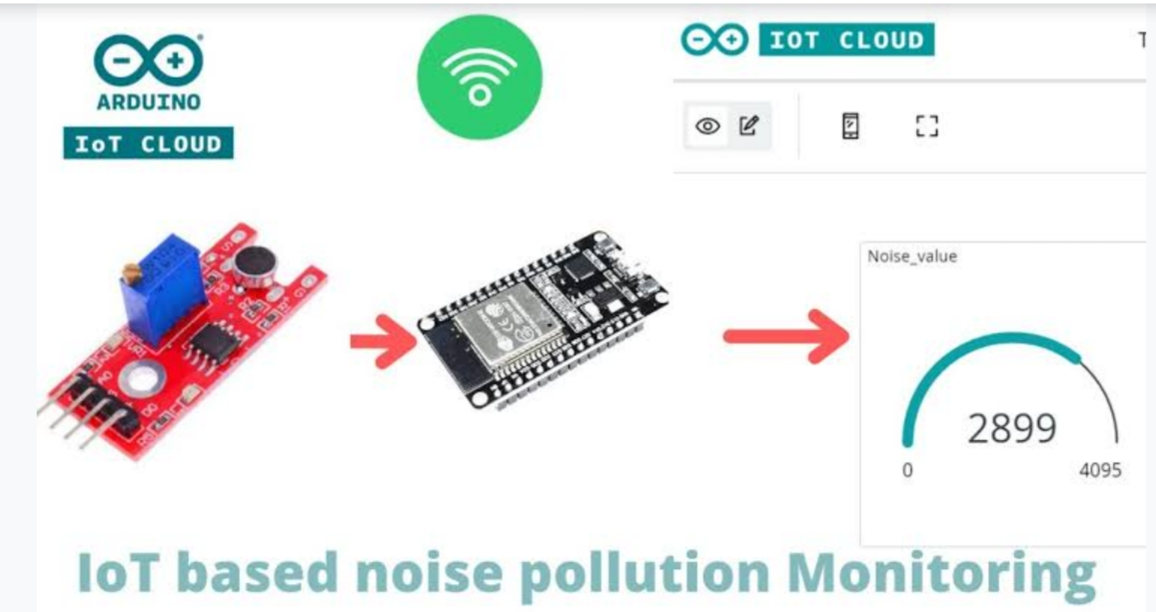 ARDUINO
IoT CLOUD
IOT CLOUD
T
Noise_value
2899
0
4095
IoT based noise pollution Monitoring